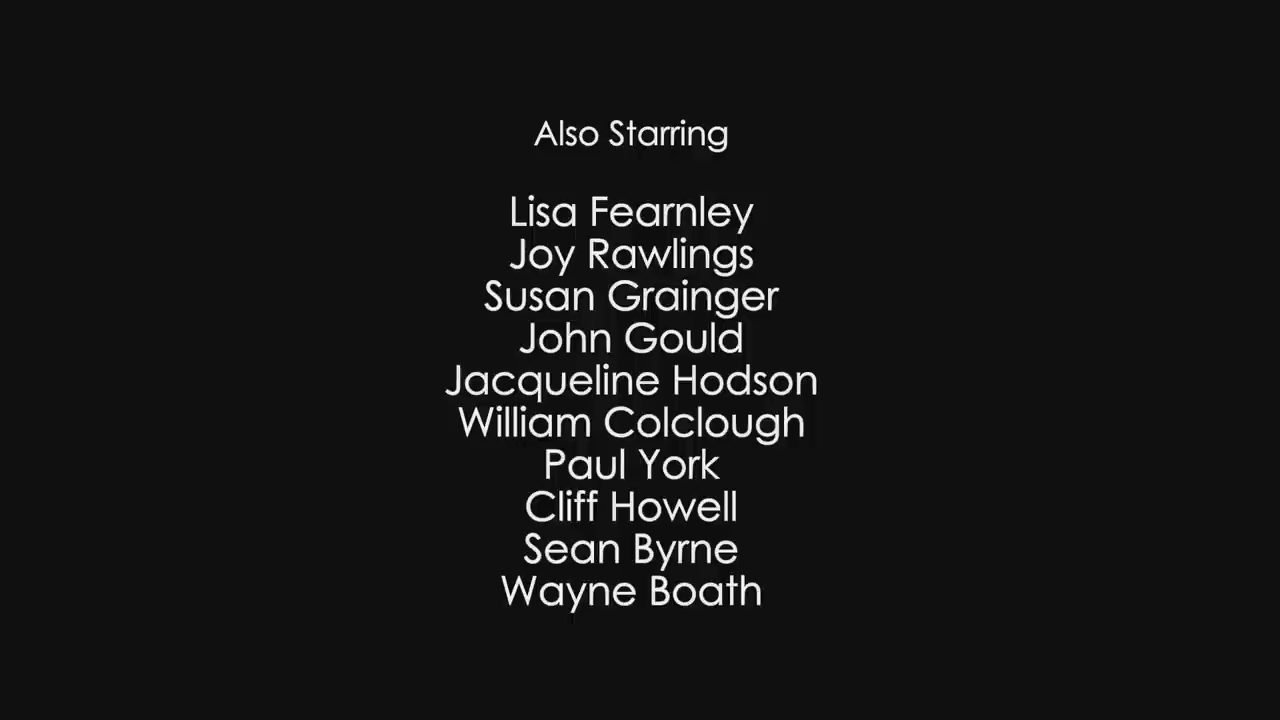 Also Starring
Lisa Fearnley
Joy Rawlings
Susan Grainger
John Gould
Jacqueline Hodson
William Colclough
Paul York
Cliff Howell
Sean Byrne
Wayne Boath